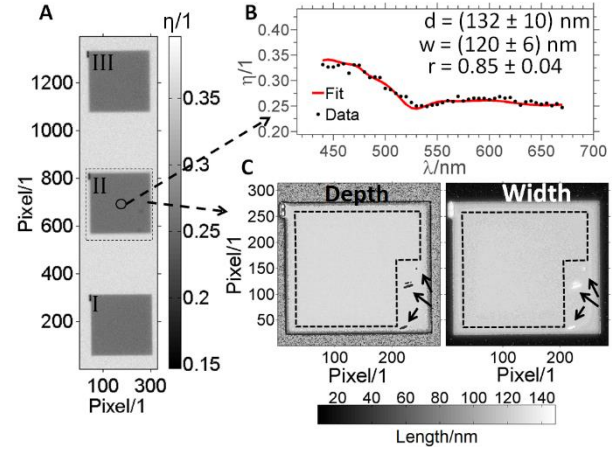 A
η/1
III
II
I
1200
1000
800
600
400
200
Pixel/1
100
300
Pixel/1
0.35
0.3
0.25
0.2
0.15
B
d = (132 ± 10) nm
w = (120 ± 6) nm
r = 0.85 ± 0.04
0.40
0.35
0.30
0.25
0.20
η/1
Fit
Data
450
500
550
600
650
700
λ/nm
C
Depth
Width
300
250
200
150
100
50
Pixel/1
100
200
Pixel/1
100
200
Pixel/1
20
40
60
80
100
120
140
Length/nm